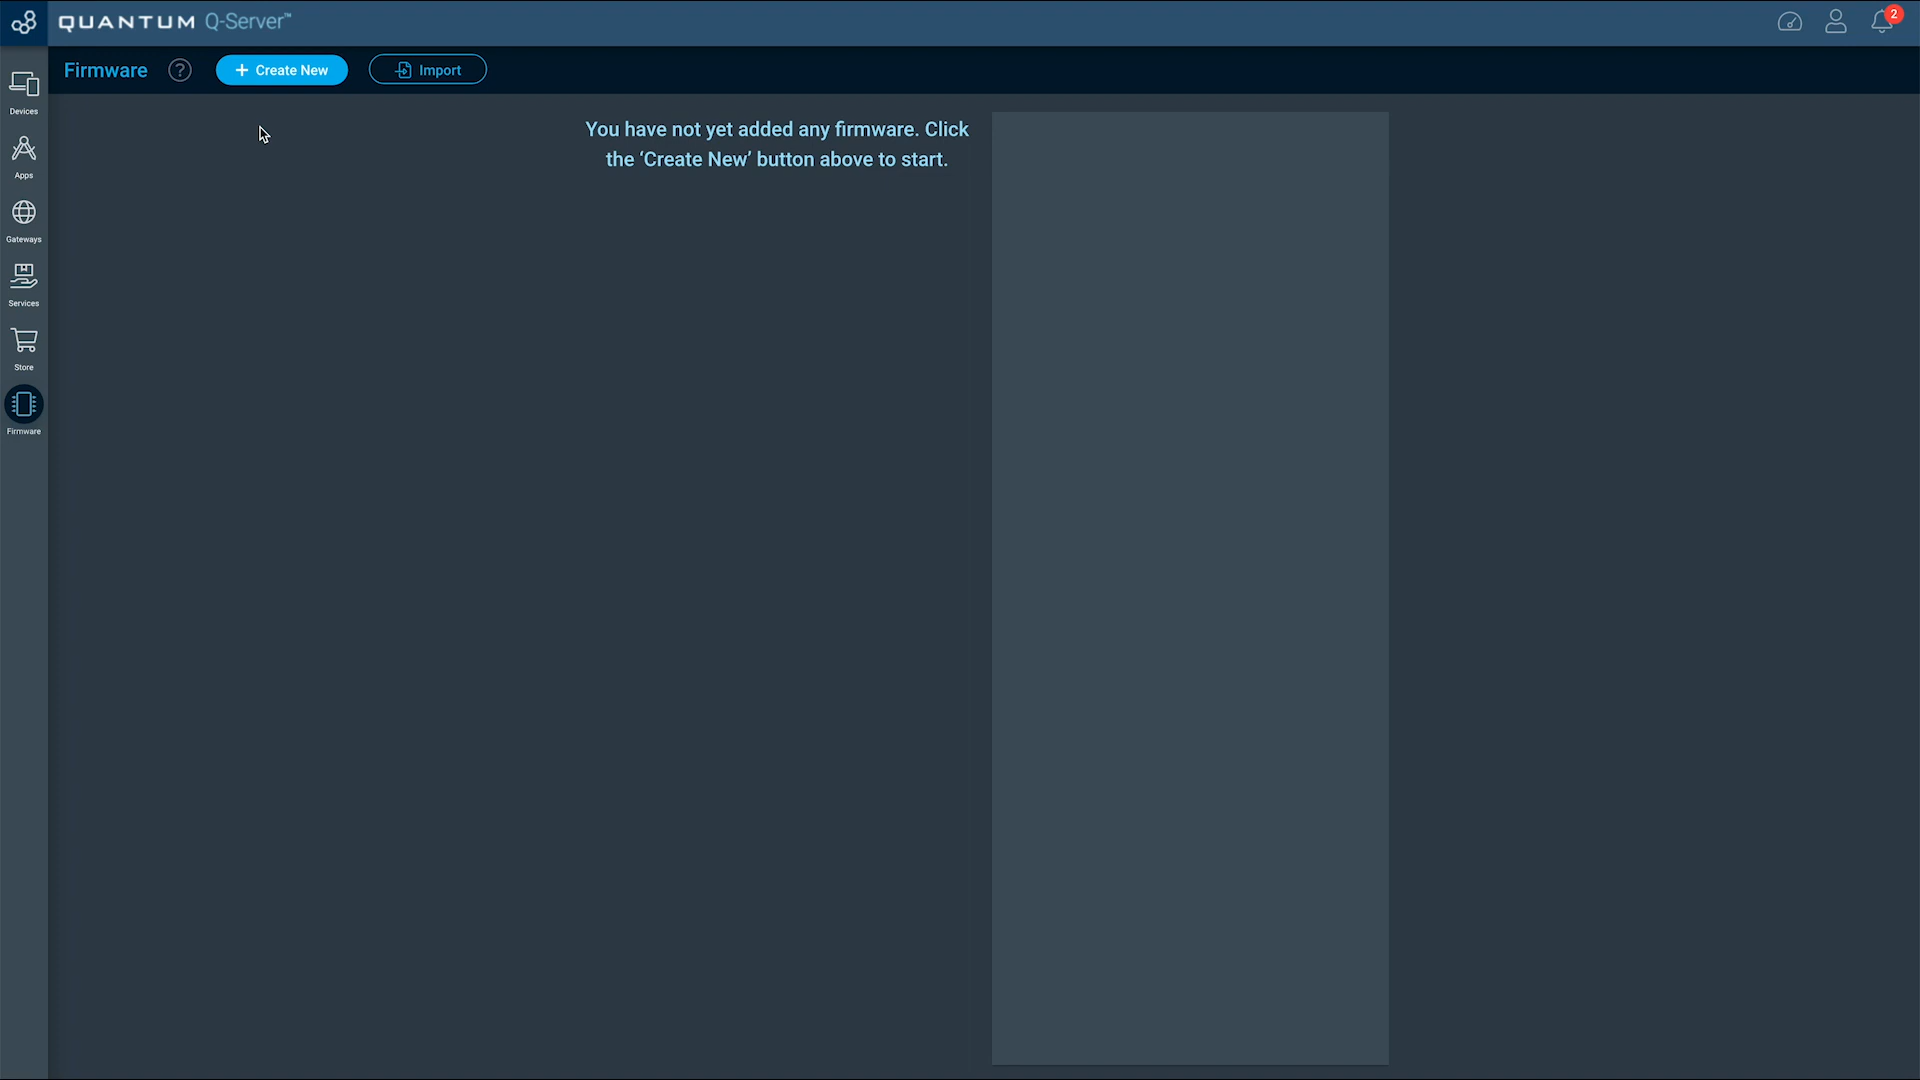 QUANTUM Q-Server™
2
Firmware ? + Create New Import
Devices
Apps
Gateways
Services
Store
Firmware
You have not yet added any firmware. Click
the ‘Create New’ button above to start.